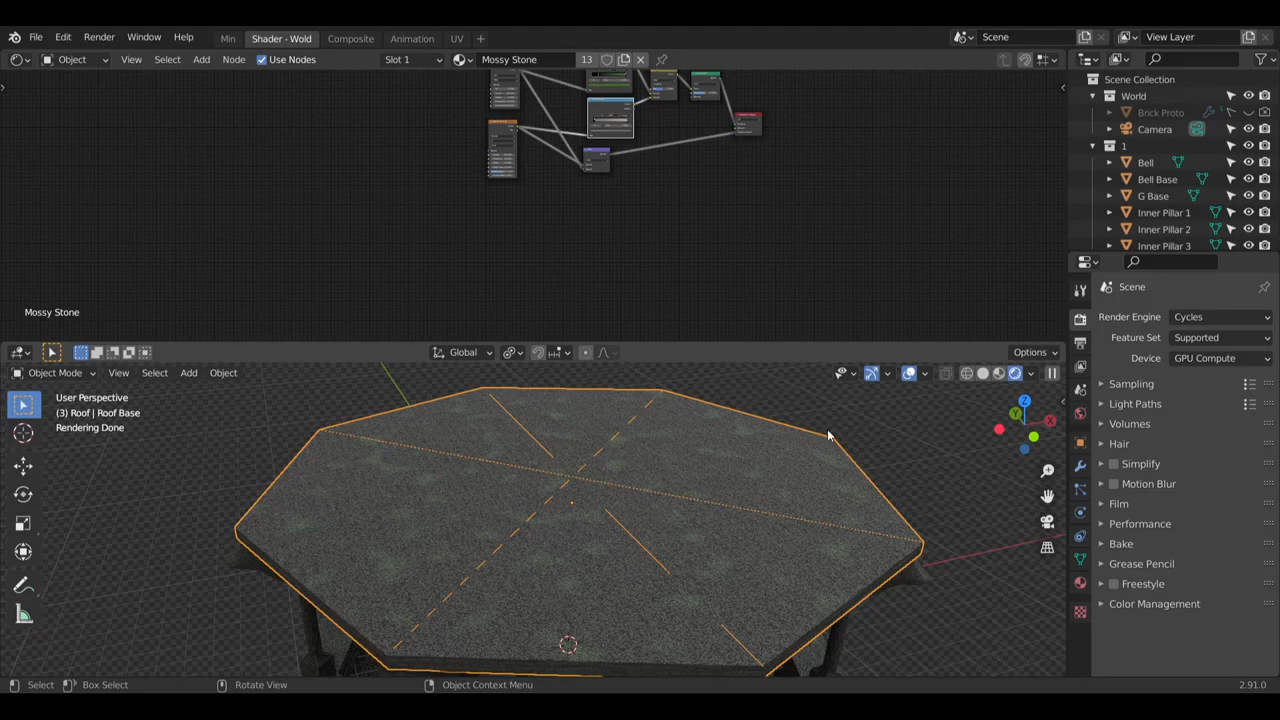 File Edit Render Window Help Min Shader - Wold Composite Animation UV Scene View Layer
Object View Select Add Node Use Nodes Slot 1 Mossy Stone 13
Scene Collection
World
Brick Proto
Camera
1
Bell
Bell Base
G Base
Inner Pillar 1
Inner Pillar 2
Inner Pillar 3
Mossy Stone
Scene
Render Engine Cycles
Feature Set Supported
Device GPU Compute
Sampling
Light Paths
Volumes
Hair
Simplify
Motion Blur
Film
Performance
Bake
Grease Pencil
Freestyle
Color Management
Global Options
Object Mode View Select Add Object
User Perspective
(3) Roof | Roof Base
Rendering Done
Z
Y
X
Select Box Select Rotate View Object Context Menu 2.91.0